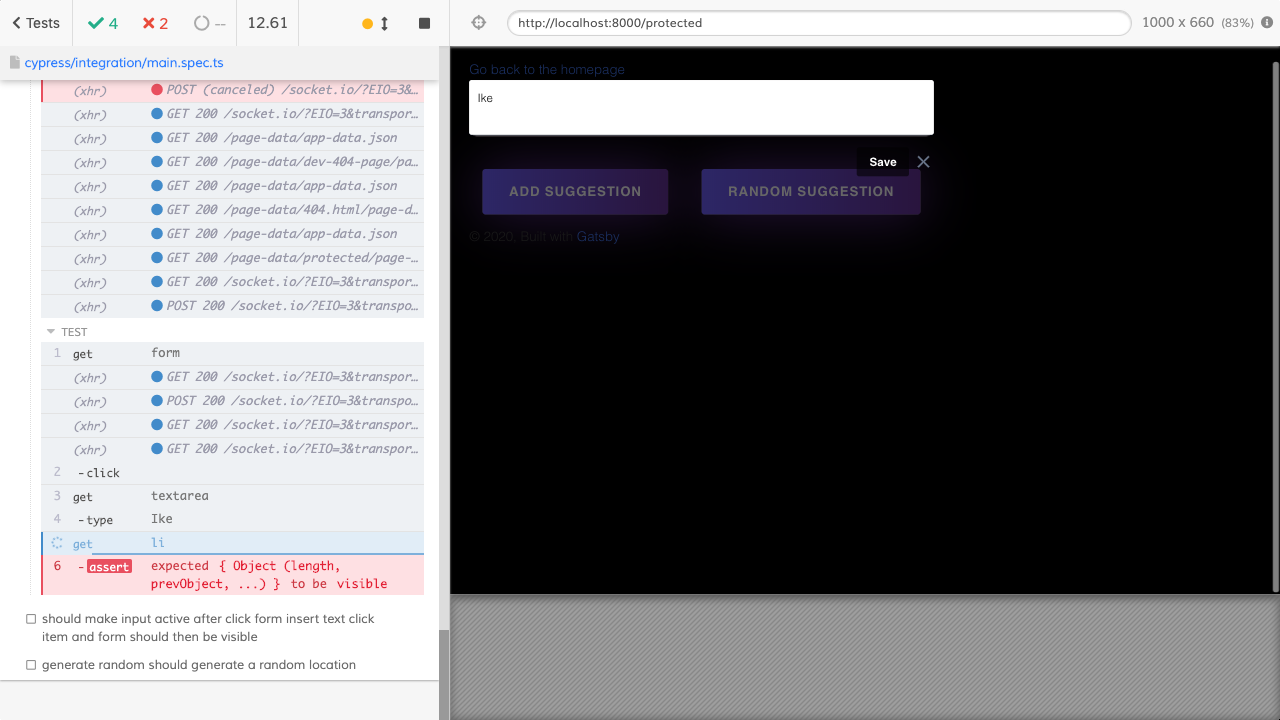 Tests
4
2
--
12.61
http://localhost:8000/protected
1000 x 660 (83%)
cypress/integration/main.spec.ts
(xhr) POST (canceled) /socket.io/?EIO=3&…
(xhr) GET 200 /socket.io/?EIO=3&transpor…
(xhr) GET 200 /page-data/app-data.json
(xhr) GET 200 /page-data/dev-404-page/pa…
(xhr) GET 200 /page-data/app-data.json
(xhr) GET 200 /page-data/404.html/page-d…
(xhr) GET 200 /page-data/app-data.json
(xhr) GET 200 /page-data/protected/page-…
(xhr) GET 200 /socket.io/?EIO=3&transpor…
(xhr) POST 200 /socket.io/?EIO=3&transpo…
TEST
1 get form
(xhr) GET 200 /socket.io/?EIO=3&transpor…
(xhr) POST 200 /socket.io/?EIO=3&transpo…
(xhr) GET 200 /socket.io/?EIO=3&transpor…
(xhr) GET 200 /socket.io/?EIO=3&transpor…
2 -click
3 get textarea
4 -type Ike
get li
6 -assert expected { Object (length,
prevObject, ...) } to be visible
should make input active after click form insert text click
item and form should then be visible
generate random should generate a random location
Go back to the homepage
Ike
Save
ADD SUGGESTION
RANDOM SUGGESTION
© 2020, Built with Gatsby